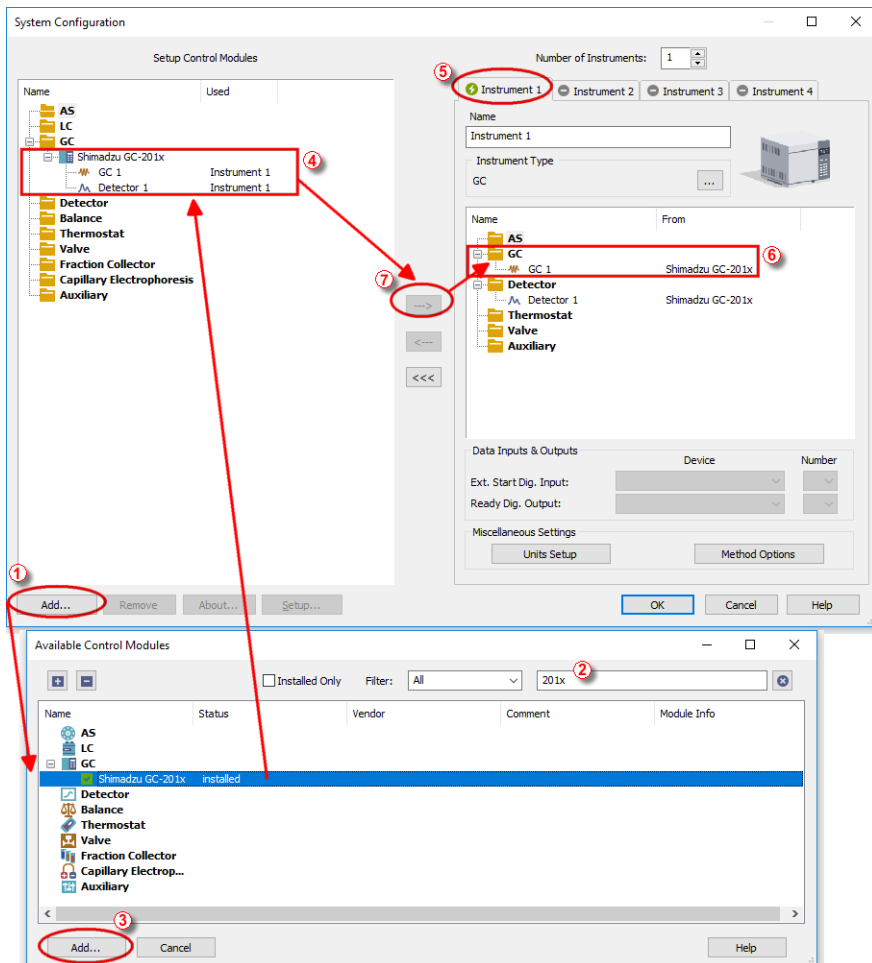 System Configuration
Setup Control Modules
Number of Instruments: 1
5
Name Used
Instrument 1 Instrument 2 Instrument 3 Instrument 4
AS
LC
GC
Shimadzu GC-201x
GC 1 Instrument 1
Detector 1 Instrument 1
Detector
Balance
Thermostat
Valve
Fraction Collector
Capillary Electrophoresis
Auxiliary
4
Name
Instrument 1
Instrument Type
GC ...
Name From
AS
GC
GC 1 Shimadzu GC-201x
Detector
Detector 1 Shimadzu GC-201x
Thermostat
Valve
Auxiliary
6
7
--->
<---
<<<
Data Inputs & Outputs
Device Number
Ext. Start Dig. Input:
Ready Dig. Output:
Miscellaneous Settings
Units Setup Method Options
1
Add... Remove About... Setup... OK Cancel Help
Available Control Modules
Installed Only Filter: All 201x
2
Name Status Vendor Comment Module Info
AS
LC
GC
Shimadzu GC-201x installed
Detector
Balance
Thermostat
Valve
Fraction Collector
Capillary Electrop...
Auxiliary
3
Add... Cancel Help